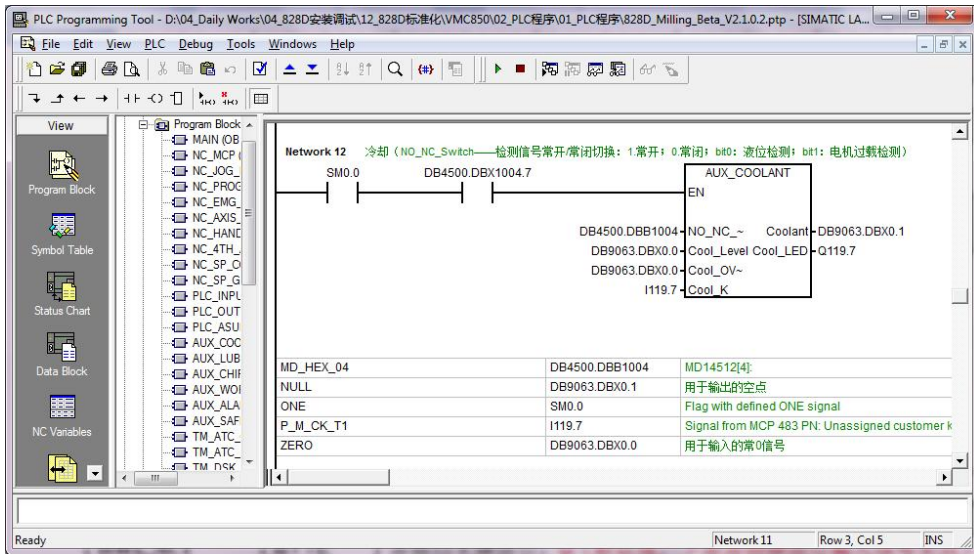 PLC Programming Tool - D:\04_Daily Works\04_828D安装调试\12_828D标准化\VMC850\02_PLC程序\01_PLC程序\828D_Milling_Beta_V2.1.0.2.ptp - [SIMATIC LA...
File Edit View PLC Debug Tools Windows Help
View
Program Block
Symbol Table
Status Chart
Data Block
NC Variables
Program Block
MAIN (OB
NC_MCP (
NC_JOG_
NC_PROG
NC_EMG_
NC_AXIS_
NC_HAND
NC_4TH_
NC_SP_O
NC_SP_G
PLC_INPU
PLC_OUT
PLC_ASU
AUX_COO
AUX_LUB
AUX_CHIF
AUX_WOI
AUX_ALA
AUX_SAF
TM_ATC_
TM_ATC_
TM_DSK_
Network 12 冷却（NO_NC_Switch——检测信号常开/常闭切换：1.常开；0.常闭；bit0：液位检测；bit1：电机过载检测）
SM0.0 DB4500.DBX1004.7 AUX_COOLANT
EN
DB4500.DBB1004 NO_NC_~ Coolant DB9063.DBX0.1
DB9063.DBX0.0 Cool_Level Cool_LED Q119.7
DB9063.DBX0.0 Cool_OV~
I119.7 Cool_K
MD_HEX_04 DB4500.DBB1004 MD14512[4]:
NULL DB9063.DBX0.1 用于输出的空点
ONE SM0.0 Flag with defined ONE signal
P_M_CK_T1 I119.7 Signal from MCP 483 PN: Unassigned customer k
ZERO DB9063.DBX0.0 用于输入的常0信号
Ready Network 11 Row 3, Col 5 INS